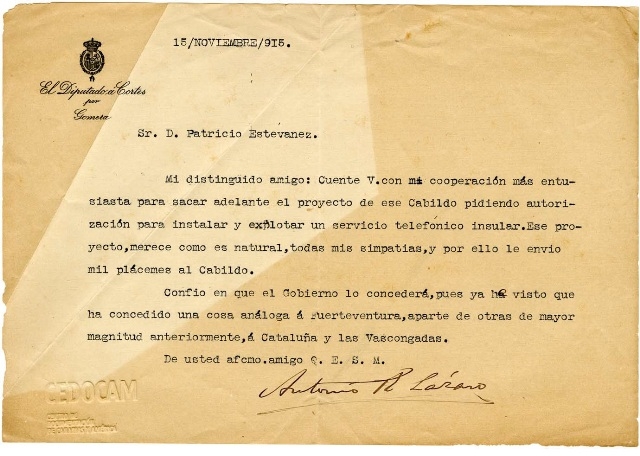 15/NOVIEMBRE/915.
El Diputado á Cortes
por
Gomera
Sr. D. Patricio Estevanez.
Mi distinguido amigo: Cuente V.con mi cooperación más entu-
siasta para sacar adelante el proyecto de ese Cabildo pidiendo autori-
zación para instalar y explotar un servicio telefónico insular.Ese pro-
yecto,merece como es natural,todas mis simpatias,y por ello le envio
mil plácemes al Cabildo.
Confio en que el Gobierno lo concederá,pues ya ha visto que
ha concedido una cosa análoga á Fuerteventura,aparte de otras de mayor
magnitud anteriormente,á Cataluña y las Vascongadas.
De usted afcmo.amigo Q. E. S. M.
Antonio R Lázaro
CEDOCAM